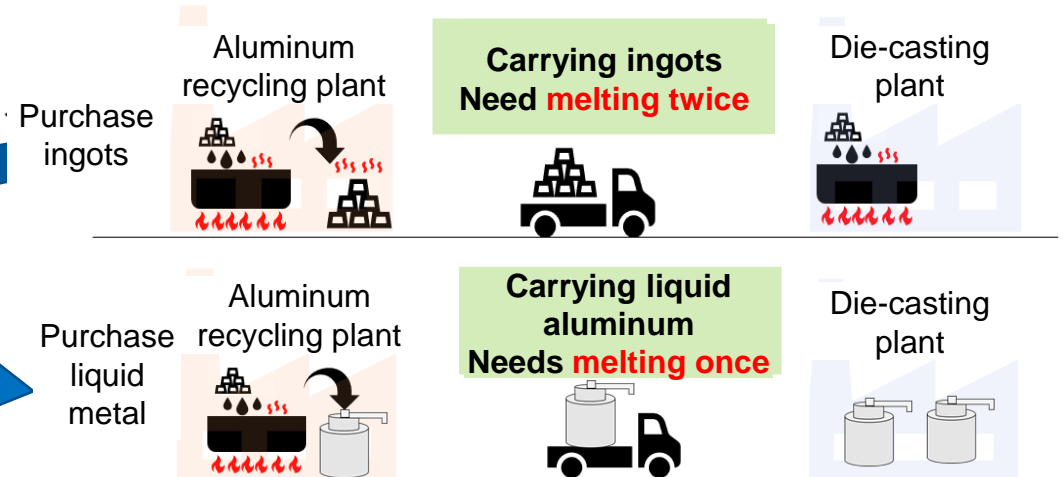 Purchase
ingots
Aluminum
recycling plant
Carrying ingots
Need melting twice
Die-casting
plant
Purchase
liquid
metal
Aluminum
recycling plant
Carrying liquid
aluminum
Needs melting once
Die-casting
plant